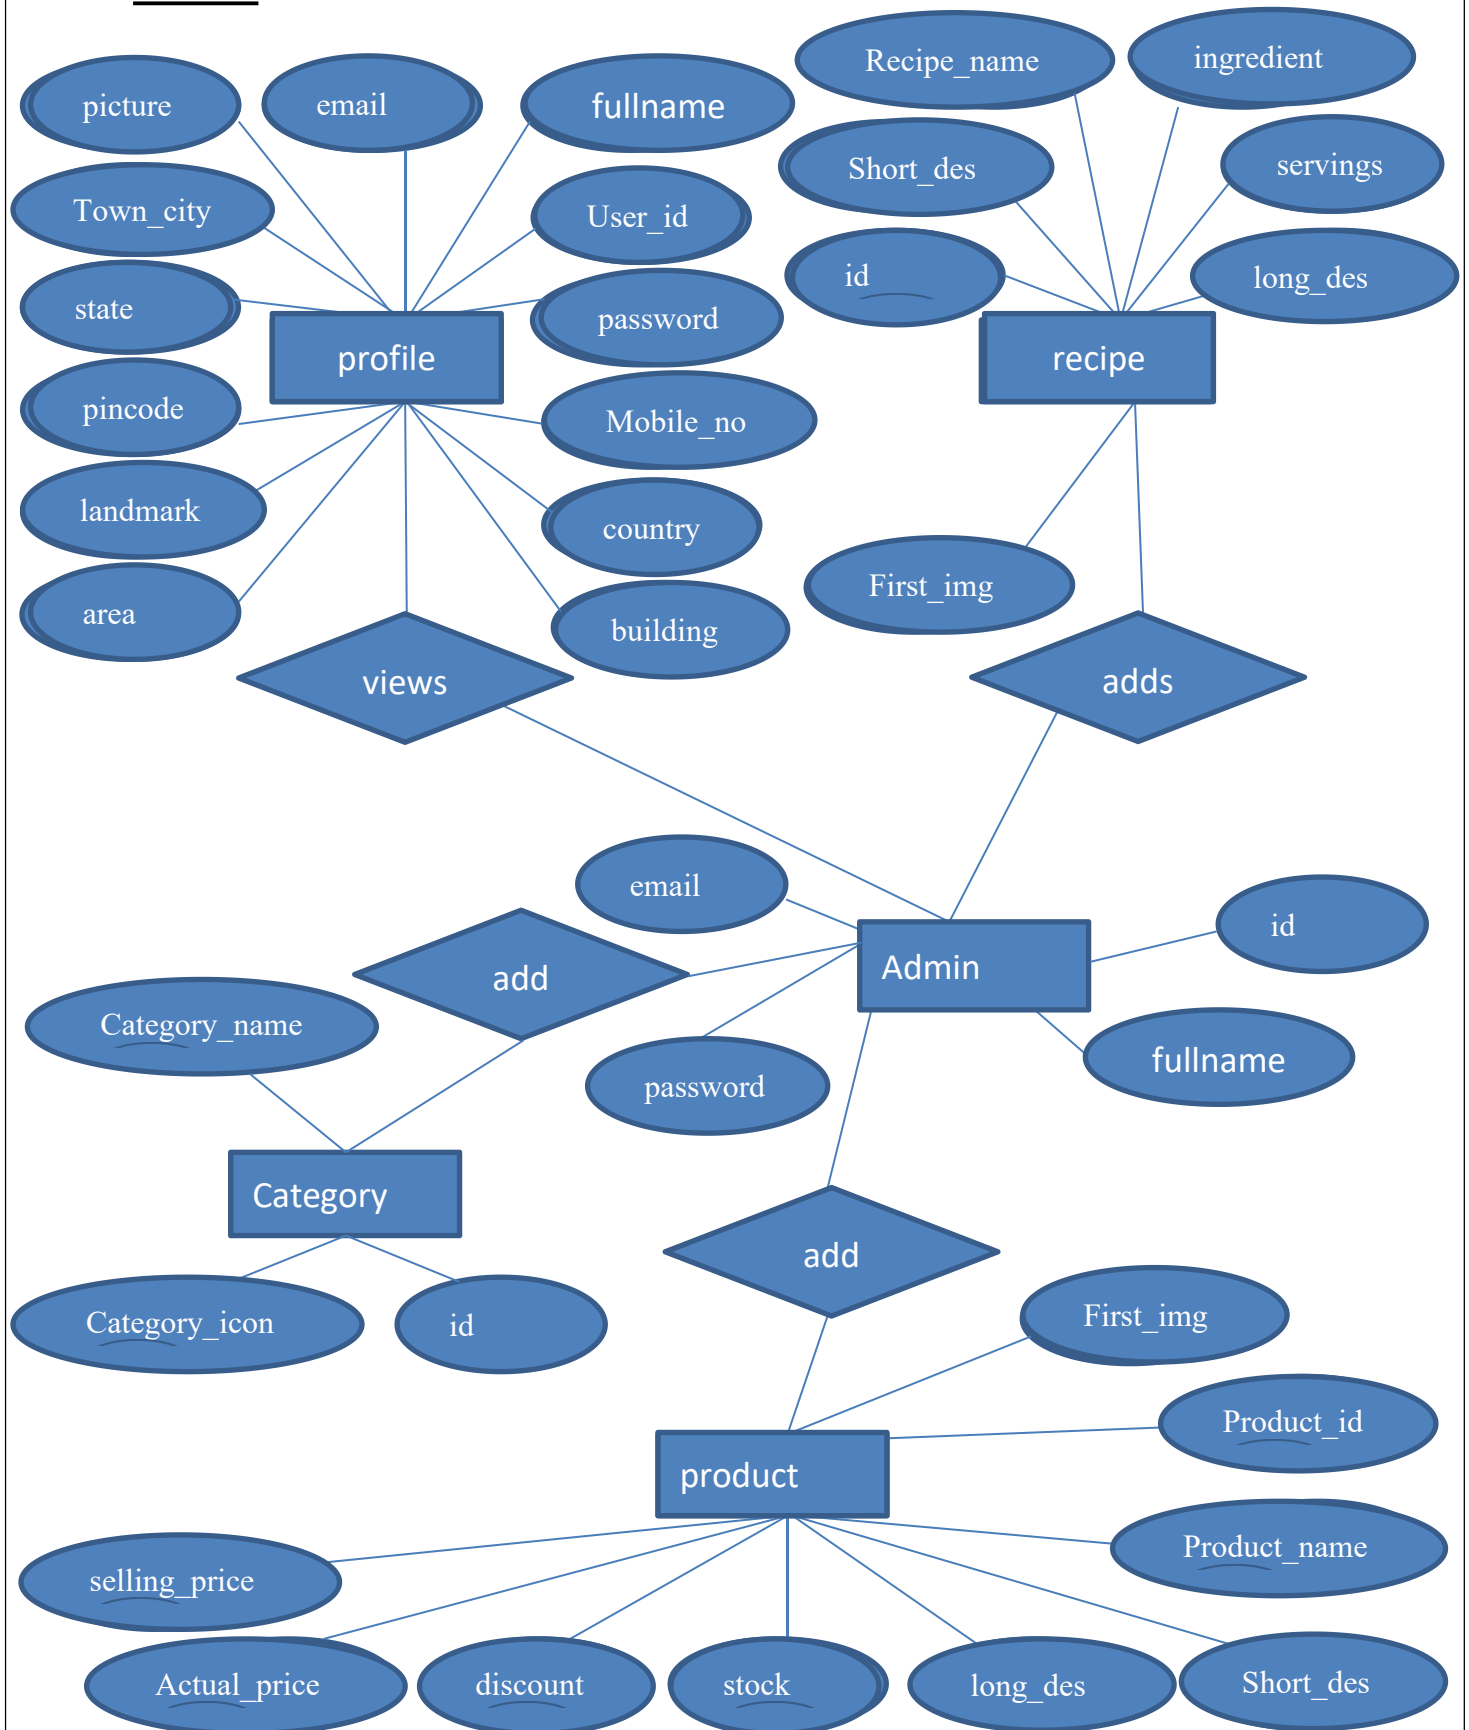 Recipe_name
ingredient
picture
email
fullname
Short_des
servings
Town_city
User_id
id
long_des
state
password
profile
recipe
pincode
Mobile_no
landmark
country
First_img
area
building
views
adds
email
id
Admin
add
Category_name
fullname
password
Category
add
First_img
Category_icon
id
Product_id
product
Product_name
selling_price
Actual_price
discount
stock
long_des
Short_des